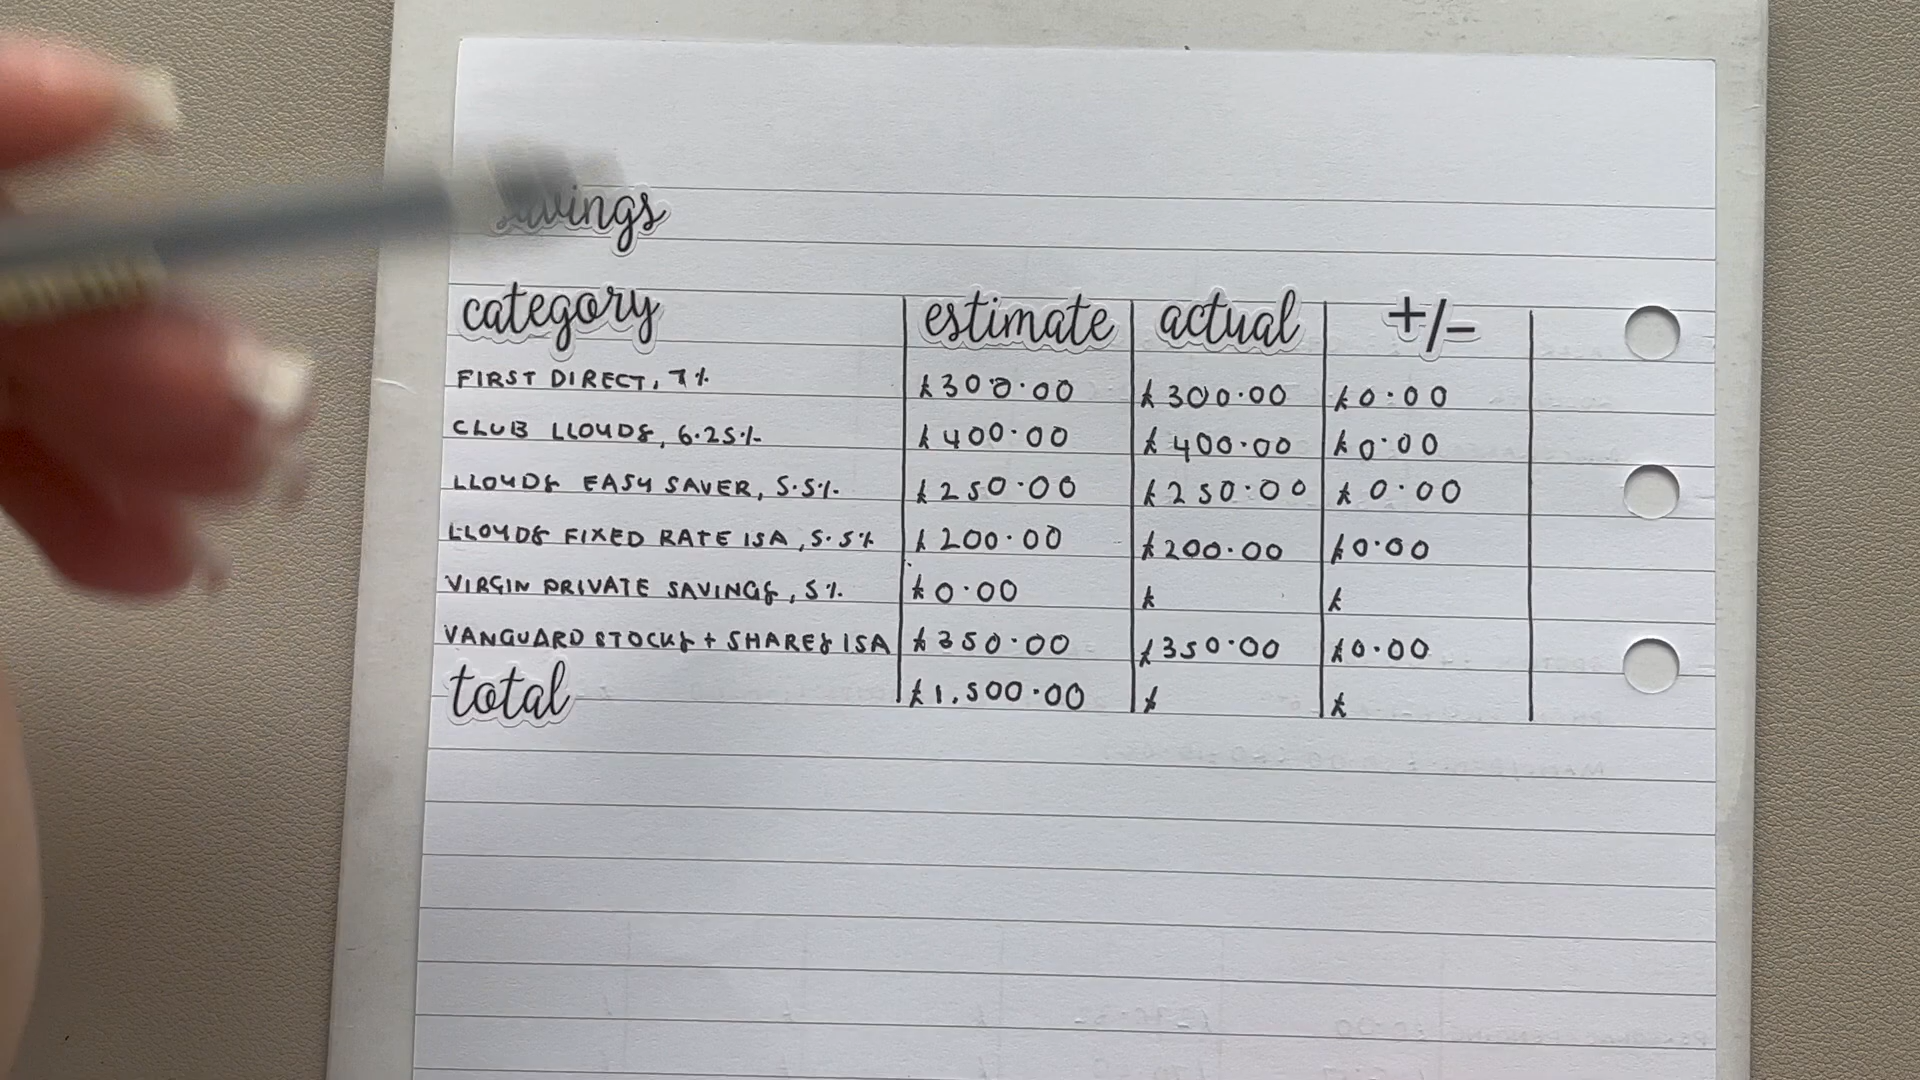 savings
category estimate actual +/-
FIRST DIRECT, 7% £300.00 £300.00 £0.00
CLUB LLOYDS, 6.25% £400.00 £400.00 £0.00
LLOYDS EASY SAVER, 5.5% £250.00 £250.00 £0.00
LLOYDS FIXED RATE ISA, 5.5% £200.00 £200.00 £0.00
VIRGIN PRIVATE SAVINGS, 5% £0.00 £ £
VANGUARD STOCKS + SHARES ISA £350.00 £350.00 £0.00
total £1,500.00 £ £